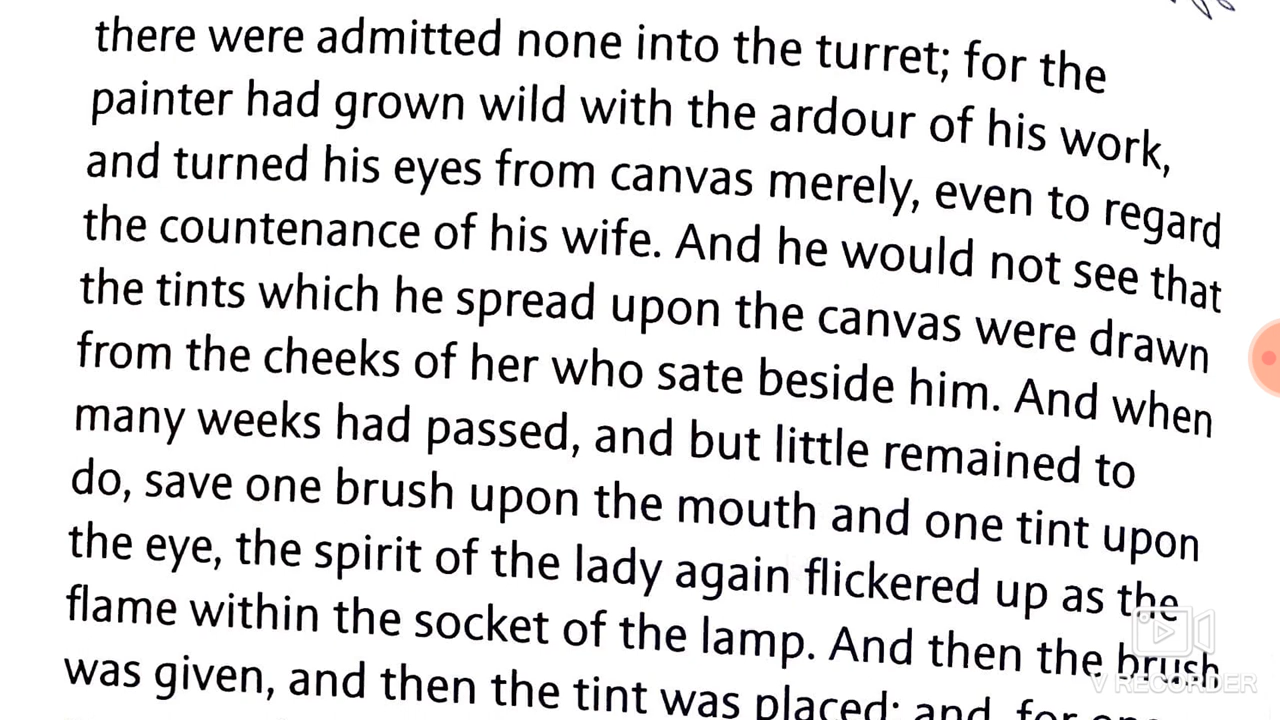 there were admitted none into the turret; for the
painter had grown wild with the ardour of his work,
and turned his eyes from canvas merely, even to regard
the countenance of his wife. And he would not see that
the tints which he spread upon the canvas were drawn
from the cheeks of her who sate beside him. And when
many weeks had passed, and but little remained to
do, save one brush upon the mouth and one tint upon
the eye, the spirit of the lady again flickered up as the
flame within the socket of the lamp. And then the brush
was given, and then the tint was placed; and, for one
V RECORDER